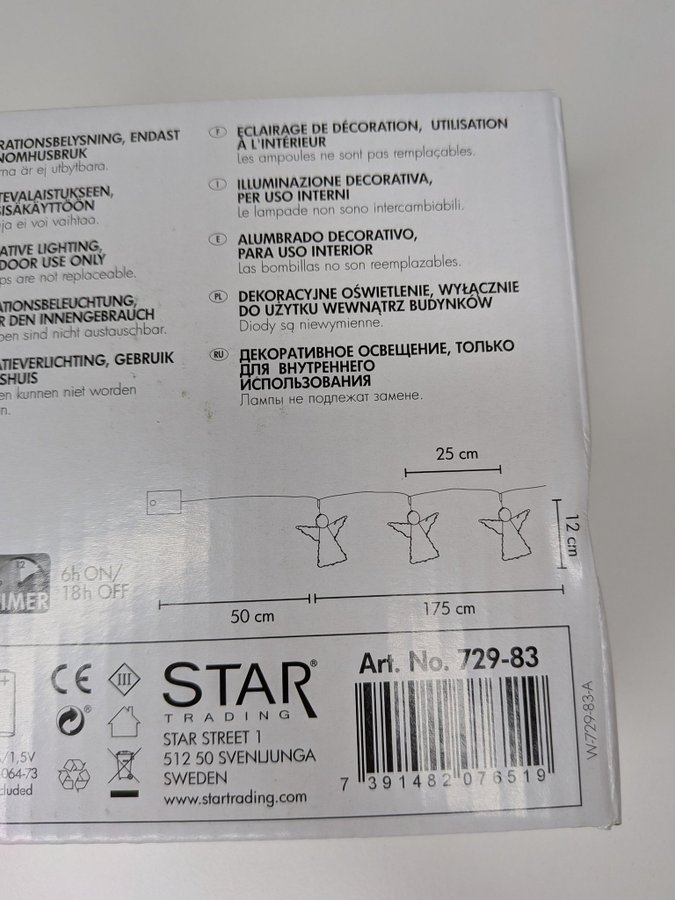 RATIONSBELYSNING, ENDAST
NOMHUSBRUK
rna är ej utbytbara.
TEVALAISTUKSEEN,
SISÄKÄYTTÖÖN
ja ei voi vaihtaa.
ATIVE LIGHTING,
DOOR USE ONLY
ps are not replaceable.
ATIONSBELEUCHTUNG,
R DEN INNENGEBRAUCH
pen sind nicht austauschbar.
ATIEVERLICHTING, GEBRUIK
SHUIS
en kunnen niet worden
n.
F ECLAIRAGE DE DÉCORATION, UTILISATION
À L'INTÉRIEUR
Les ampoules ne sont pas remplaçables.
I ILLUMINAZIONE DECORATIVA,
PER USO INTERNI
Le lampade non sono intercambiabili.
E ALUMBRADO DECORATIVO,
PARA USO INTERIOR
Las bombillas no son reemplazables.
PL DEKORACYJNE OŚWIETLENIE, WYŁĄCZNIE
DO UŻYTKU WEWNĄTRZ BUDYNKÓW
Diody są niewymienne.
RU ДЕКОРАТИВНОЕ ОСВЕЩЕНИЕ, ТОЛЬКО
ДЛЯ ВНУТРЕННЕГО
ИСПОЛЬЗОВАНИЯ
Лампы не подлежат замене.
25 cm
12 cm
50 cm
175 cm
12
IMER
6h ON/
18h OFF
CE
III
STAR®
TRADING
STAR STREET 1
512 50 SVENLJUNGA
SWEDEN
www.startrading.com
Art. No. 729-83
7 391482 076519
W-729-83-A
+
®
/1,5V
064-73
cluded